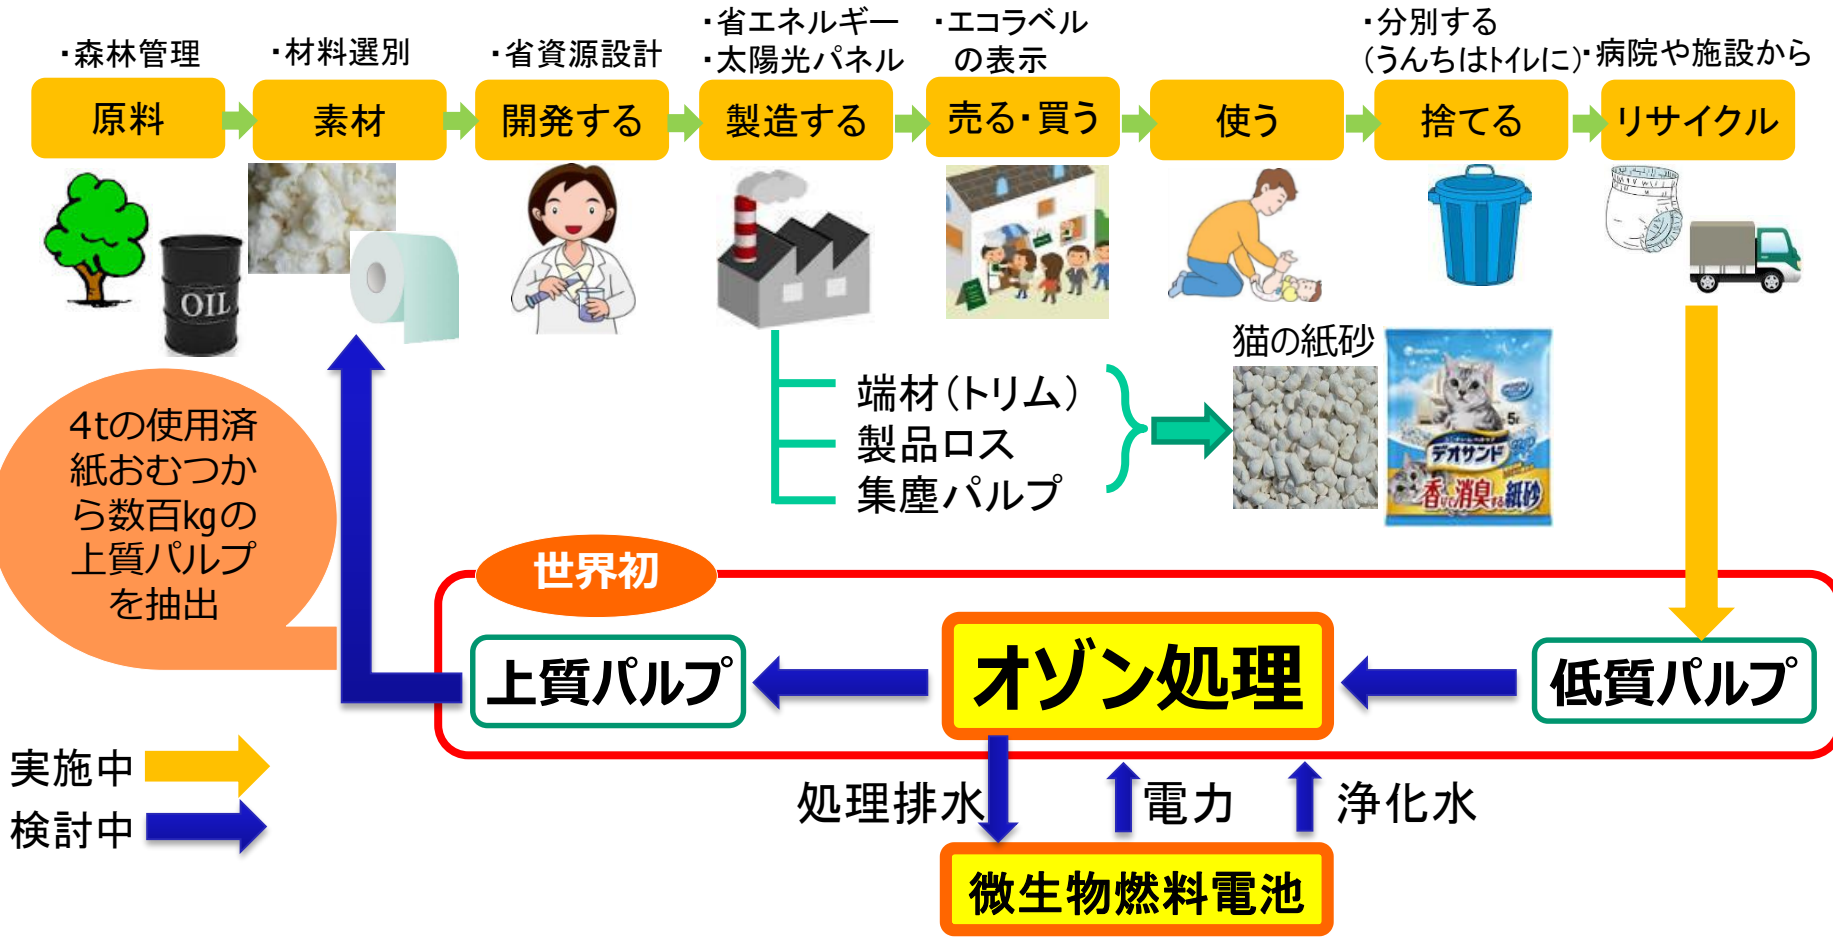 ・森林管理
・材料選別
・省資源設計
・省エネルギー
・太陽光パネル
・エコラベル
の表示
・分別する
(うんちはトイレに)
・病院や施設から
原料
素材
開発する
製造する
売る・買う
使う
捨てる
リサイクル
OIL
端材（トリム）
製品ロス
集塵パルプ
猫の紙砂
デオサンド
香りで消臭する紙砂
4tの使用済
紙おむつか
ら数百kgの
上質パルプ
を抽出
世界初
上質パルプ
オゾン処理
低質パルプ
実施中
検討中
処理排水
電力
浄化水
微生物燃料電池